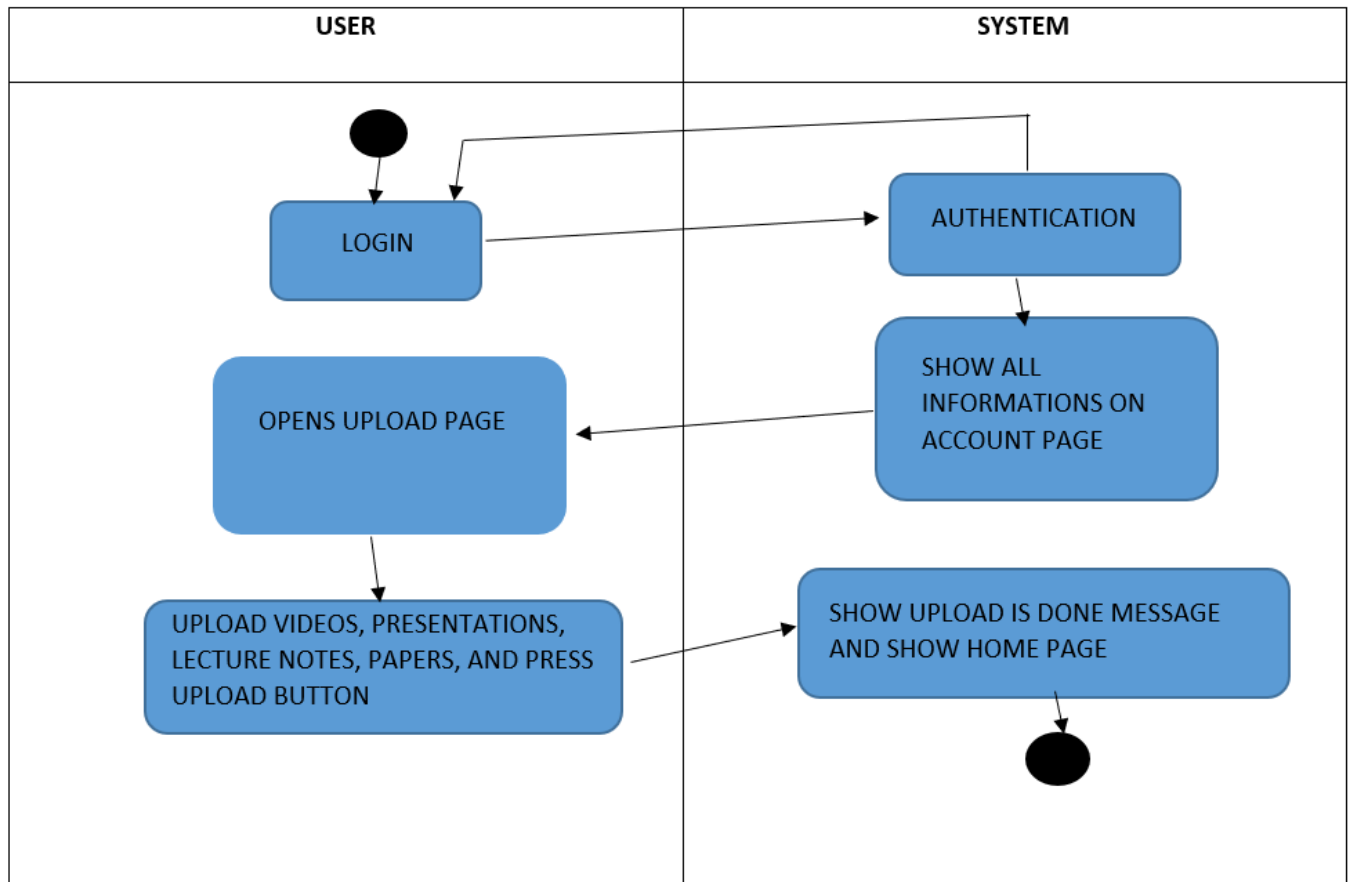 USER
SYSTEM
LOGIN
AUTHENTICATION
SHOW ALL
INFORMATIONS ON
ACCOUNT PAGE
OPENS UPLOAD PAGE
UPLOAD VIDEOS, PRESENTATIONS,
LECTURE NOTES, PAPERS, AND PRESS
UPLOAD BUTTON
SHOW UPLOAD IS DONE MESSAGE
AND SHOW HOME PAGE